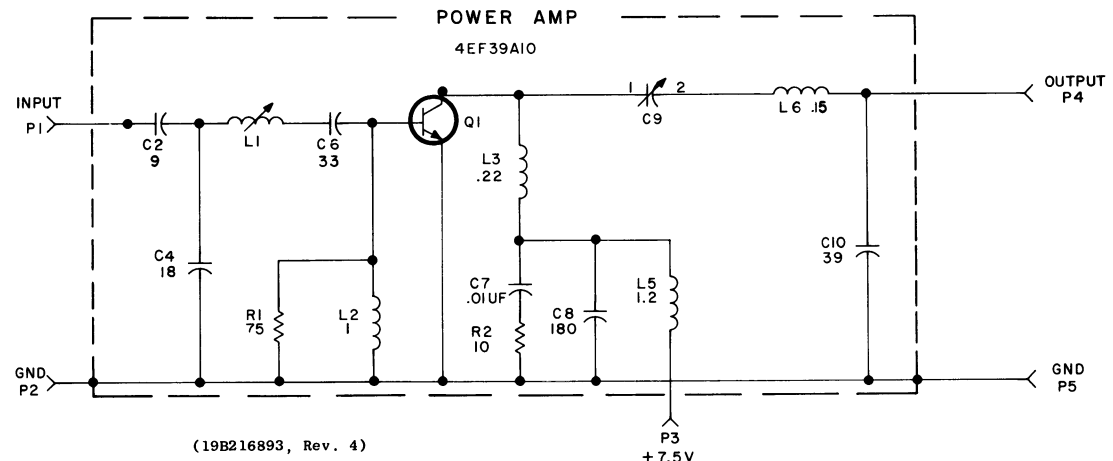 POWER AMP
4EF39A10
INPUT
P1
C2
9
L1
C6
33
Q1
1
2
C9
L6 .15
OUTPUT
P4
L3
.22
C4
18
R1
75
L2
1
C7
.01UF
R2
10
C8
180
L5
1.2
C10
39
GND
P2
GND
P5
(19B216893, Rev. 4)
P3
+7.5V